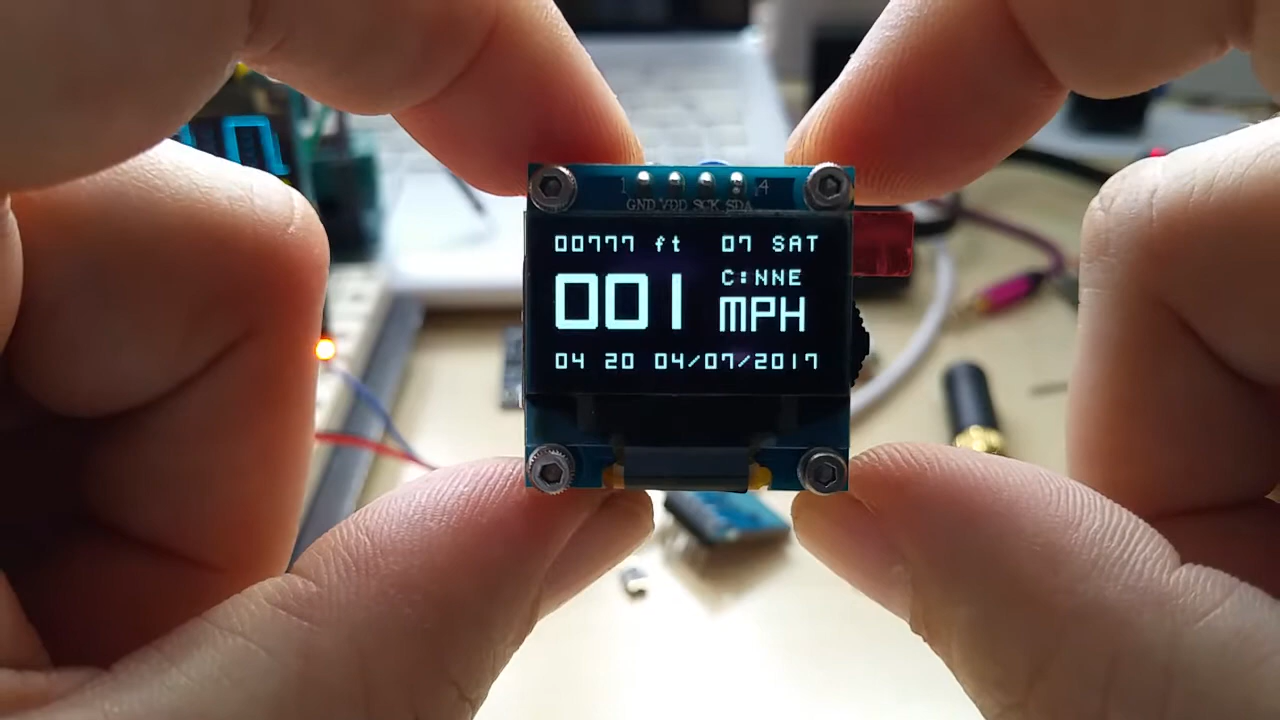 1 4
GND VDD SCK SDA
00777 ft 07 SAT
C:NNE
001 MPH
04 20 04/07/2017